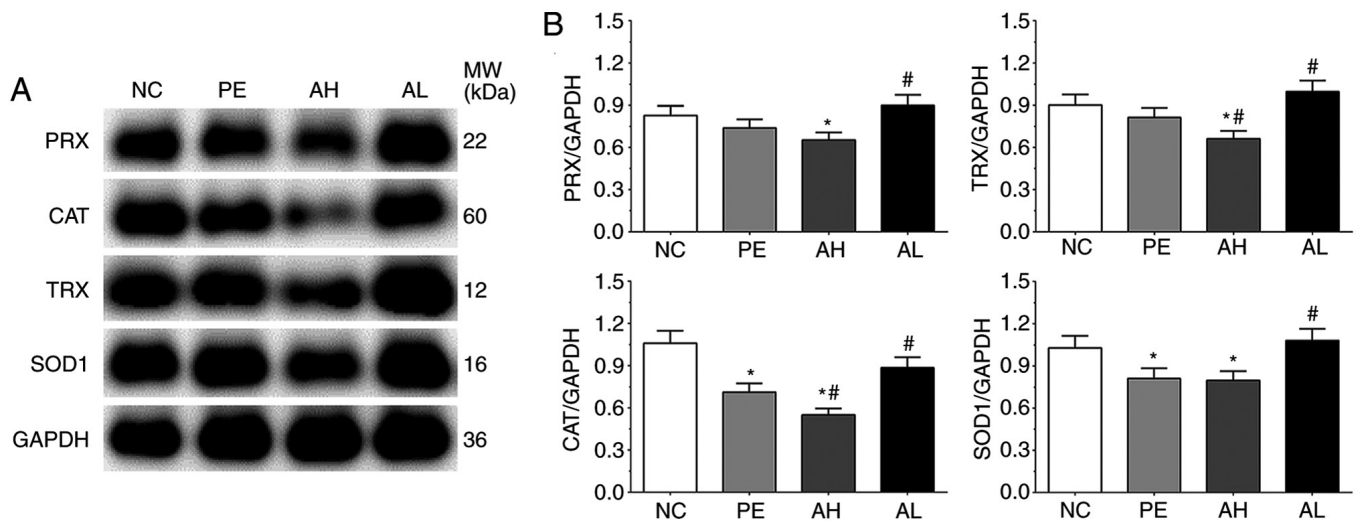 A
NC PE AH AL MW (kDa)
PRX 22
CAT 60
TRX 12
SOD1 16
GAPDH 36
B
PRX/GAPDH
1.5
1.2
0.9
0.6
0.3
0.0
*
#
NC PE AH AL
TRX/GAPDH
1.5
1.2
0.9
0.6
0.3
0.0
*#
#
NC PE AH AL
CAT/GAPDH
1.5
1.2
0.9
0.6
0.3
0.0
*
*#
#
NC PE AH AL
SOD1/GAPDH
1.5
1.2
0.9
0.6
0.3
0.0
*
*
#
NC PE AH AL